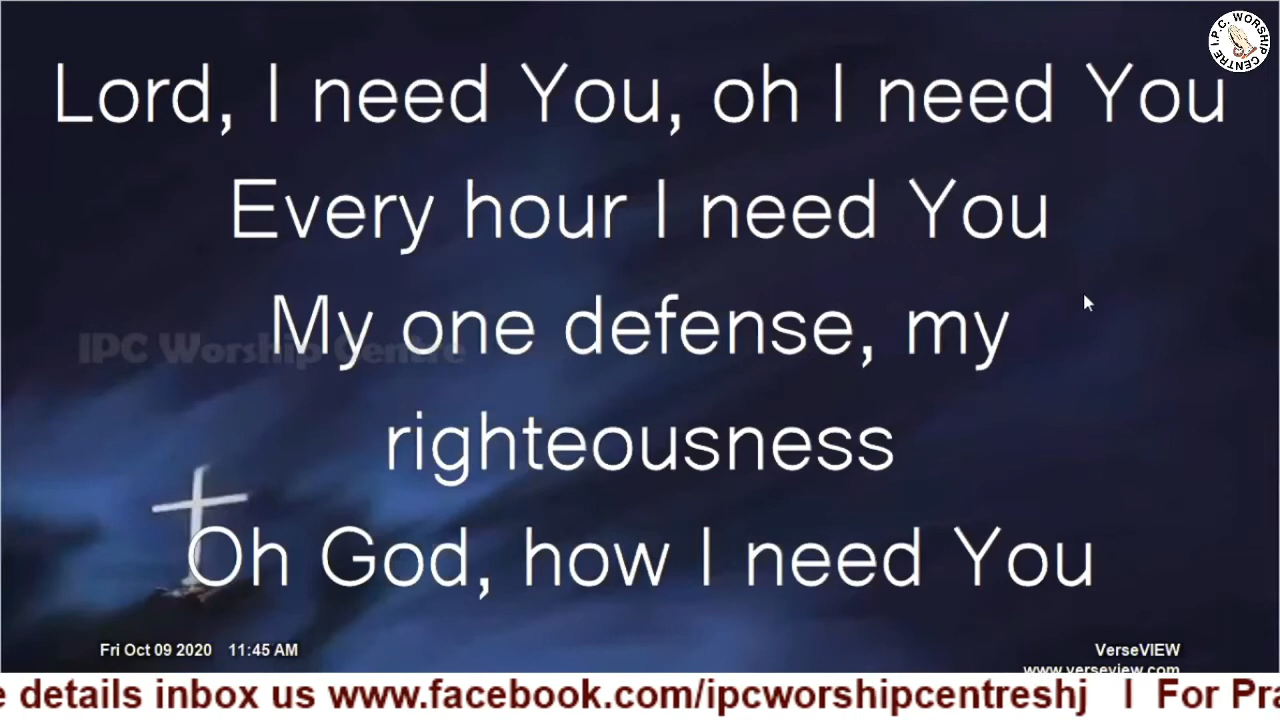 I.P.C. WORSHIP CENTRE
Lord, I need You, oh I need You
Every hour I need You
My one defense, my
IPC Worship Centre
righteousness
Oh God, how I need You
Fri Oct 09 2020 11:45 AM
VerseVIEW
www.verseview.com
e details inbox us www.facebook.com/ipcworshipcentreshj I For Pra